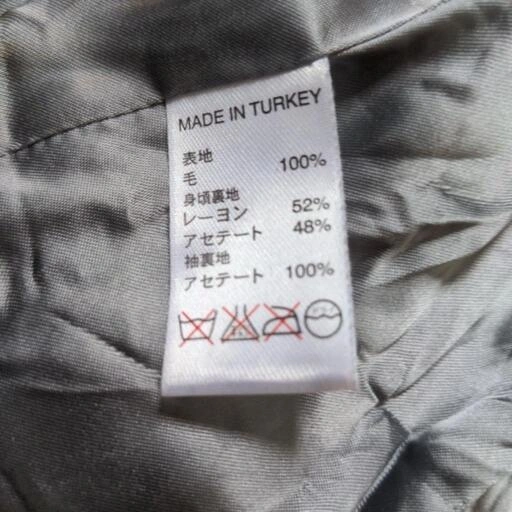 MADE IN TURKEY
表地
毛 100%
身頃裏地
レーヨン 52%
アセテート 48%
袖裏地
アセテート 100%